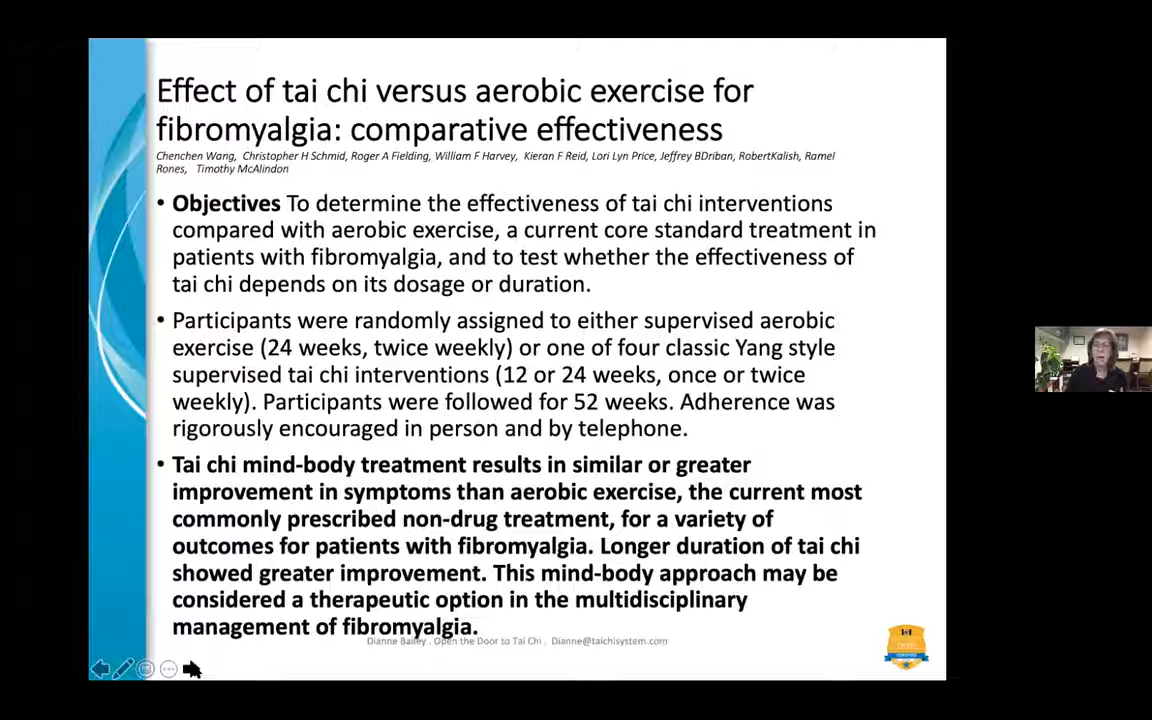 Effect of tai chi versus aerobic exercise for
fibromyalgia: comparative effectiveness
Chenchen Wang, Christopher H Schmid, Roger A Fielding, William F Harvey, Kieran F Reid, Lori Lyn Price, Jeffrey BDriban, RobertKalish, Ramel
Rones, Timothy McAlindon
• Objectives To determine the effectiveness of tai chi interventions
compared with aerobic exercise, a current core standard treatment in
patients with fibromyalgia, and to test whether the effectiveness of
tai chi depends on its dosage or duration.
• Participants were randomly assigned to either supervised aerobic
exercise (24 weeks, twice weekly) or one of four classic Yang style
supervised tai chi interventions (12 or 24 weeks, once or twice
weekly). Participants were followed for 52 weeks. Adherence was
rigorously encouraged in person and by telephone.
• Tai chi mind-body treatment results in similar or greater
improvement in symptoms than aerobic exercise, the current most
commonly prescribed non-drug treatment, for a variety of
outcomes for patients with fibromyalgia. Longer duration of tai chi
showed greater improvement. This mind-body approach may be
considered a therapeutic option in the multidisciplinary
management of fibromyalgia.
Dianne Bailey . Open the Door to Tai Chi . Dianne@taichisystem.com